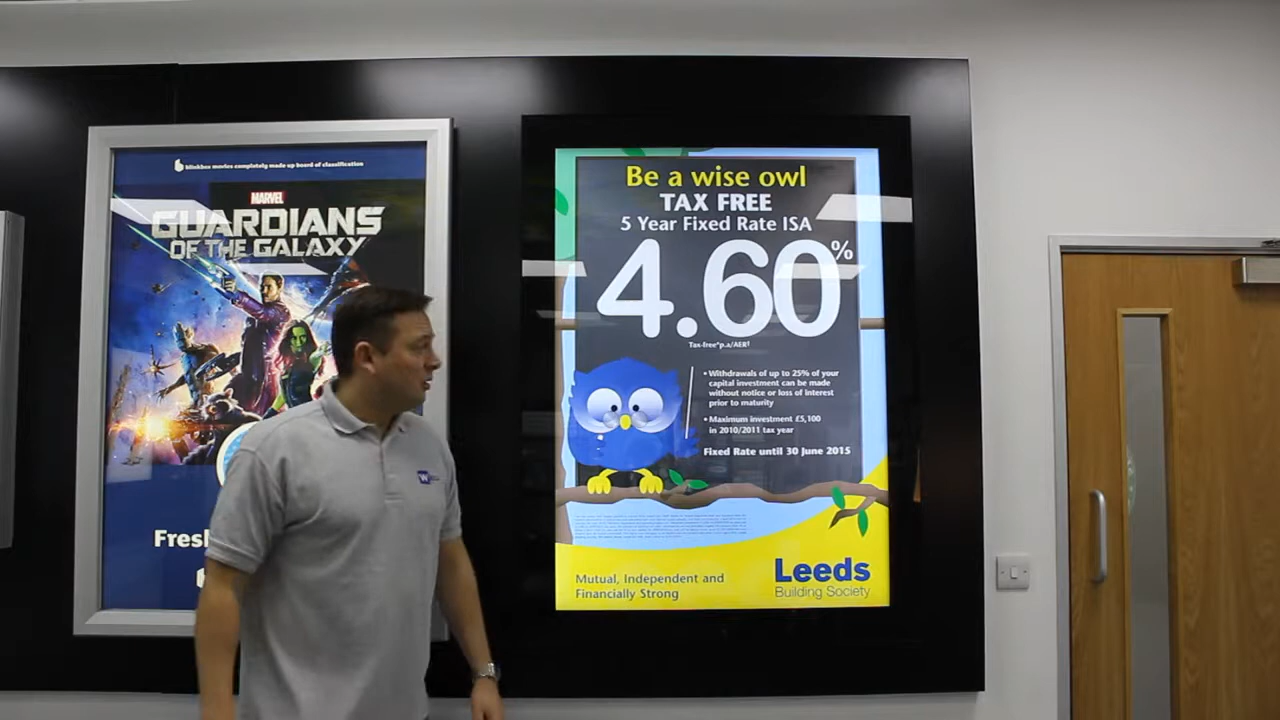 blinkbox movies completely made up board of classification
MARVEL
GUARDIANS
OF THE GALAXY
W
Be a wise owl
TAX FREE
5 Year Fixed Rate ISA
4.60%
Tax-free*p.a/AER†
• Withdrawals of up to 25% of your
capital investment can be made
without notice or loss of interest
prior to maturity
• Maximum investment £5,100
in 2010/2011 tax year
Fixed Rate until 30 June 2015
Mutual, Independent and
Financially Strong
Leeds
Building Society